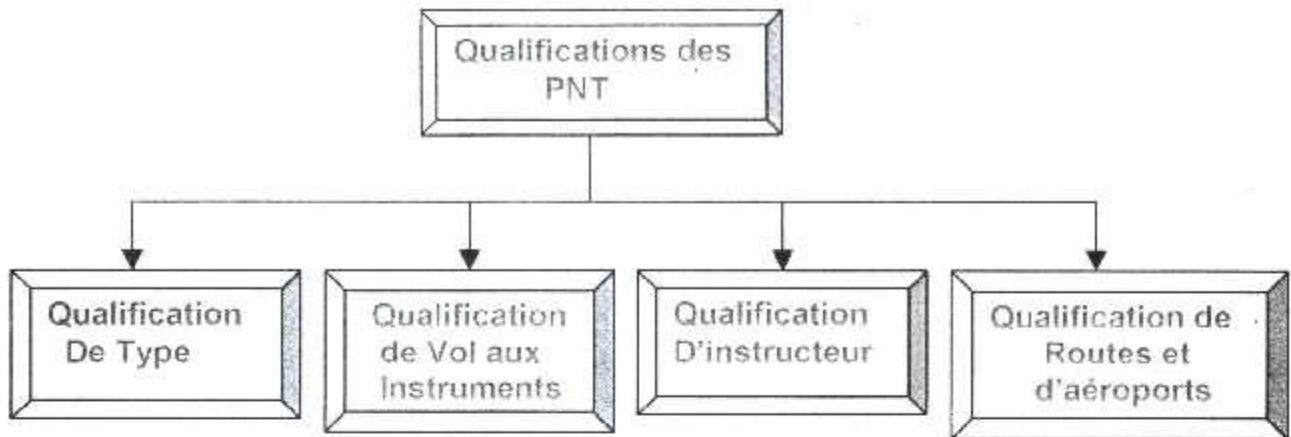 Qualifications des
PNT
Qualification
De Type
Qualification
de Vol aux
Instruments
Qualification
D'instructeur
Qualification de
Routes et
d'aéroports